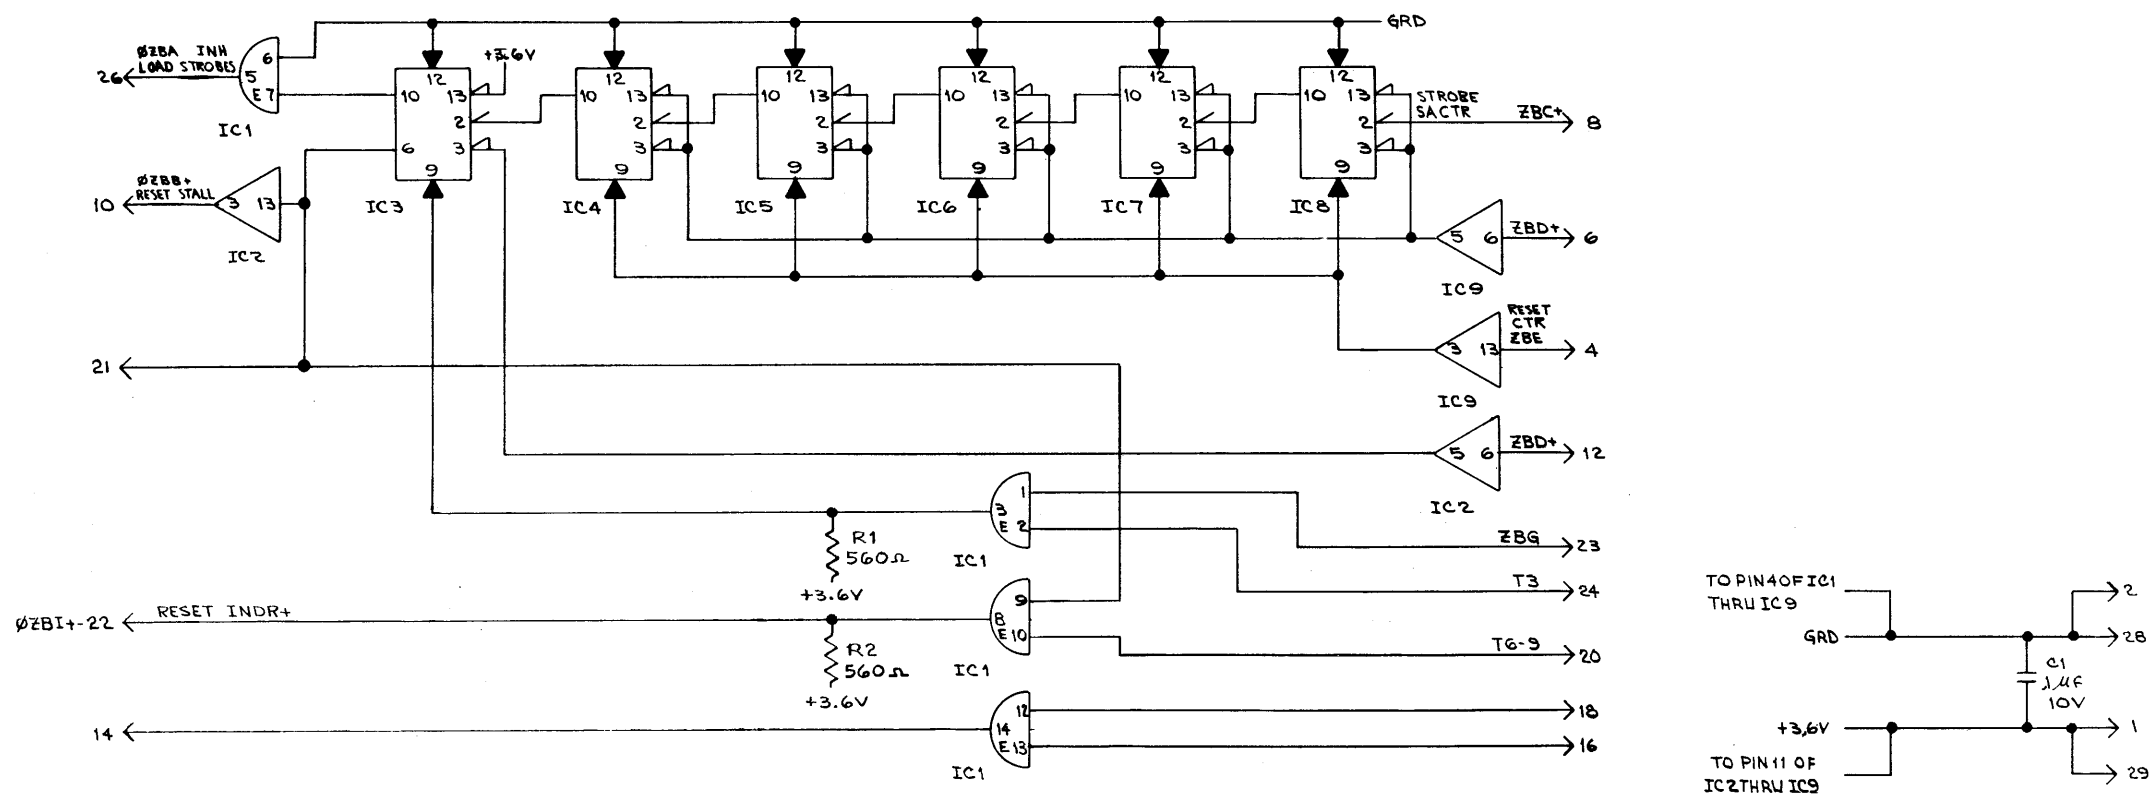 GRD
ØZBA INH
LOAD STROBES
26
6
5
E7
IC1
+3.6V
12
10
13
2
6
3
9
IC3
12
10
13
2
3
9
IC4
12
10
13
2
3
9
IC5
12
10
13
2
3
9
IC6
12
10
13
2
3
9
IC7
12
10
13
2
3
9
IC8
STROBE
SACTR
ZBC+
8
ØZBB+
RESET STALL
10
3
13
IC2
5
6
ZBD+
6
IC9
RESET
CTR
ZBE
3
13
4
IC9
21
5
6
ZBD+
12
IC2
1
3
E 2
IC1
R1
560Ω
+3.6V
ZBG
23
T3
24
ØZBI+-22
RESET INDR+
9
8
E10
IC1
R2
560Ω
+3.6V
T6-9
20
14
12
14
E13
IC1
18
16
TO PIN 4 OF IC1
THRU IC9
GRD
2
28
C1
.1µF
10V
+3,6V
1
TO PIN 11 OF
IC2 THRU IC9
29